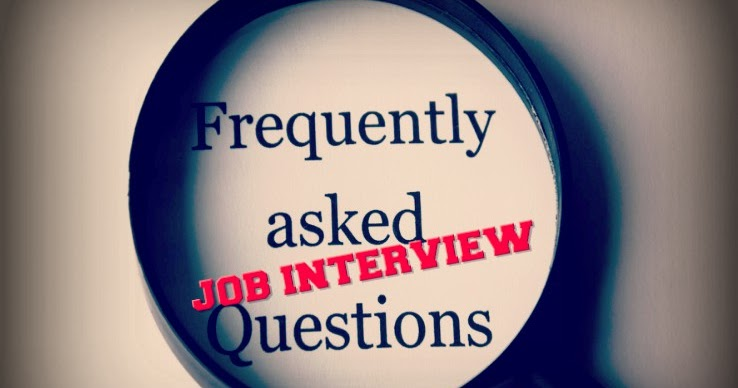 Frequently
asked
JOB INTERVIEW
Questions